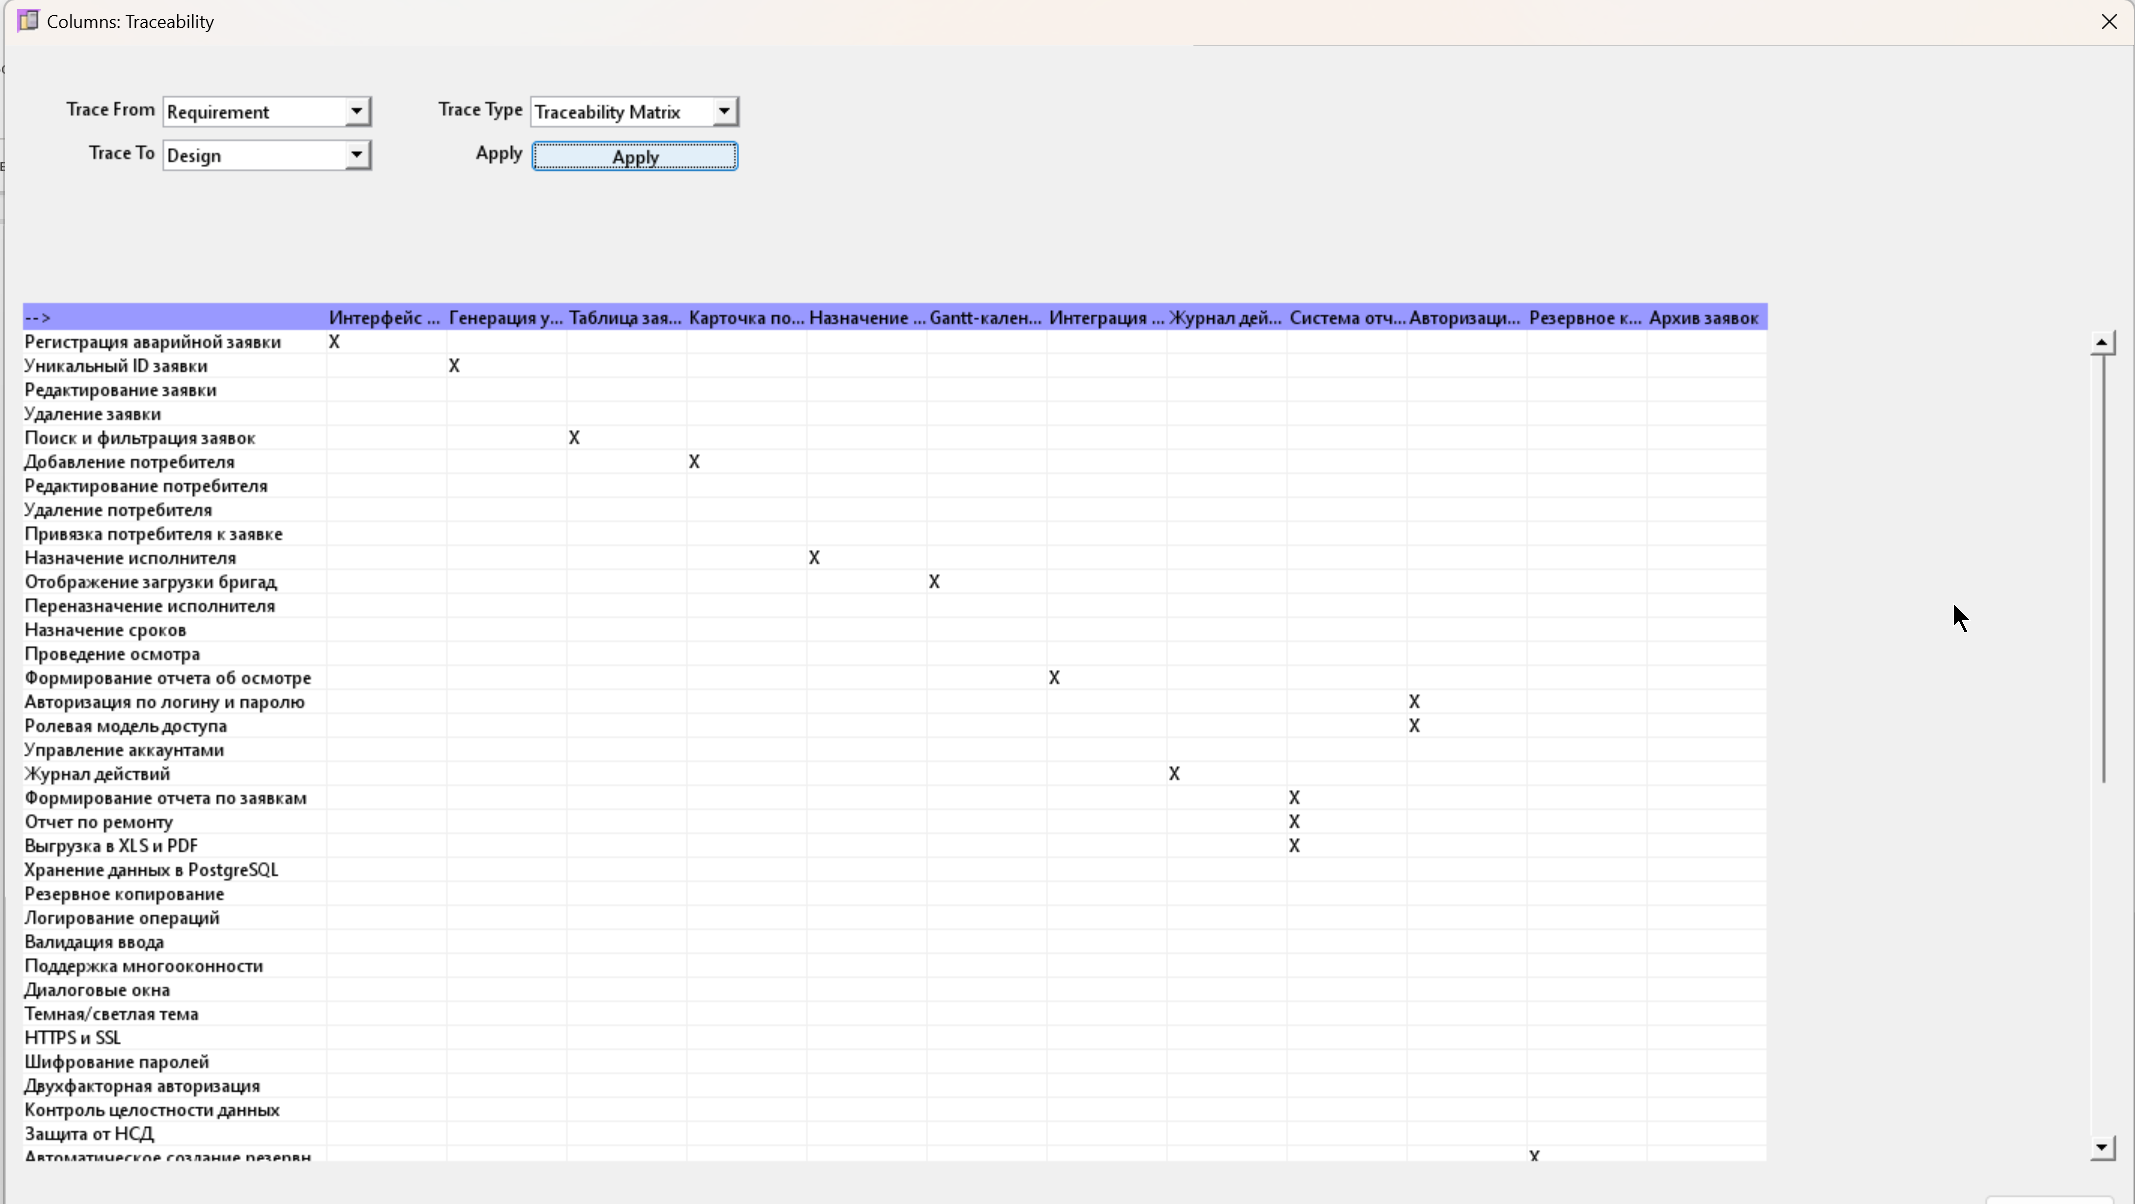 Columns: Traceability
Trace From Requirement Trace Type Traceability Matrix
Trace To Design Apply Apply
--> Интерфейс ... Генерация у... Таблица зая... Карточка по... Назначение ... Gantt-кален... Интеграция ... Журнал дей... Система отч... Авторизаци... Резервное к... Архив заявок
Регистрация аварийной заявки X
Уникальный ID заявки X
Редактирование заявки
Удаление заявки
Поиск и фильтрация заявок X
Добавление потребителя X
Редактирование потребителя
Удаление потребителя
Привязка потребителя к заявке
Назначение исполнителя X
Отображение загрузки бригад X
Переназначение исполнителя
Назначение сроков
Проведение осмотра
Формирование отчета об осмотре X
Авторизация по логину и паролю X
Ролевая модель доступа X
Управление аккаунтами
Журнал действий X
Формирование отчета по заявкам X
Отчет по ремонту X
Выгрузка в XLS и PDF X
Хранение данных в PostgreSQL
Резервное копирование
Логирование операций
Валидация ввода
Поддержка многооконности
Диалоговые окна
Темная/светлая тема
HTTPS и SSL
Шифрование паролей
Двухфакторная авторизация
Контроль целостности данных
Защита от НСД
Автоматическое создание резервн X